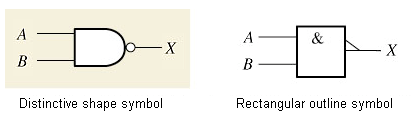 A
B
X
Distinctive shape symbol
A
B
&
X
Rectangular outline symbol